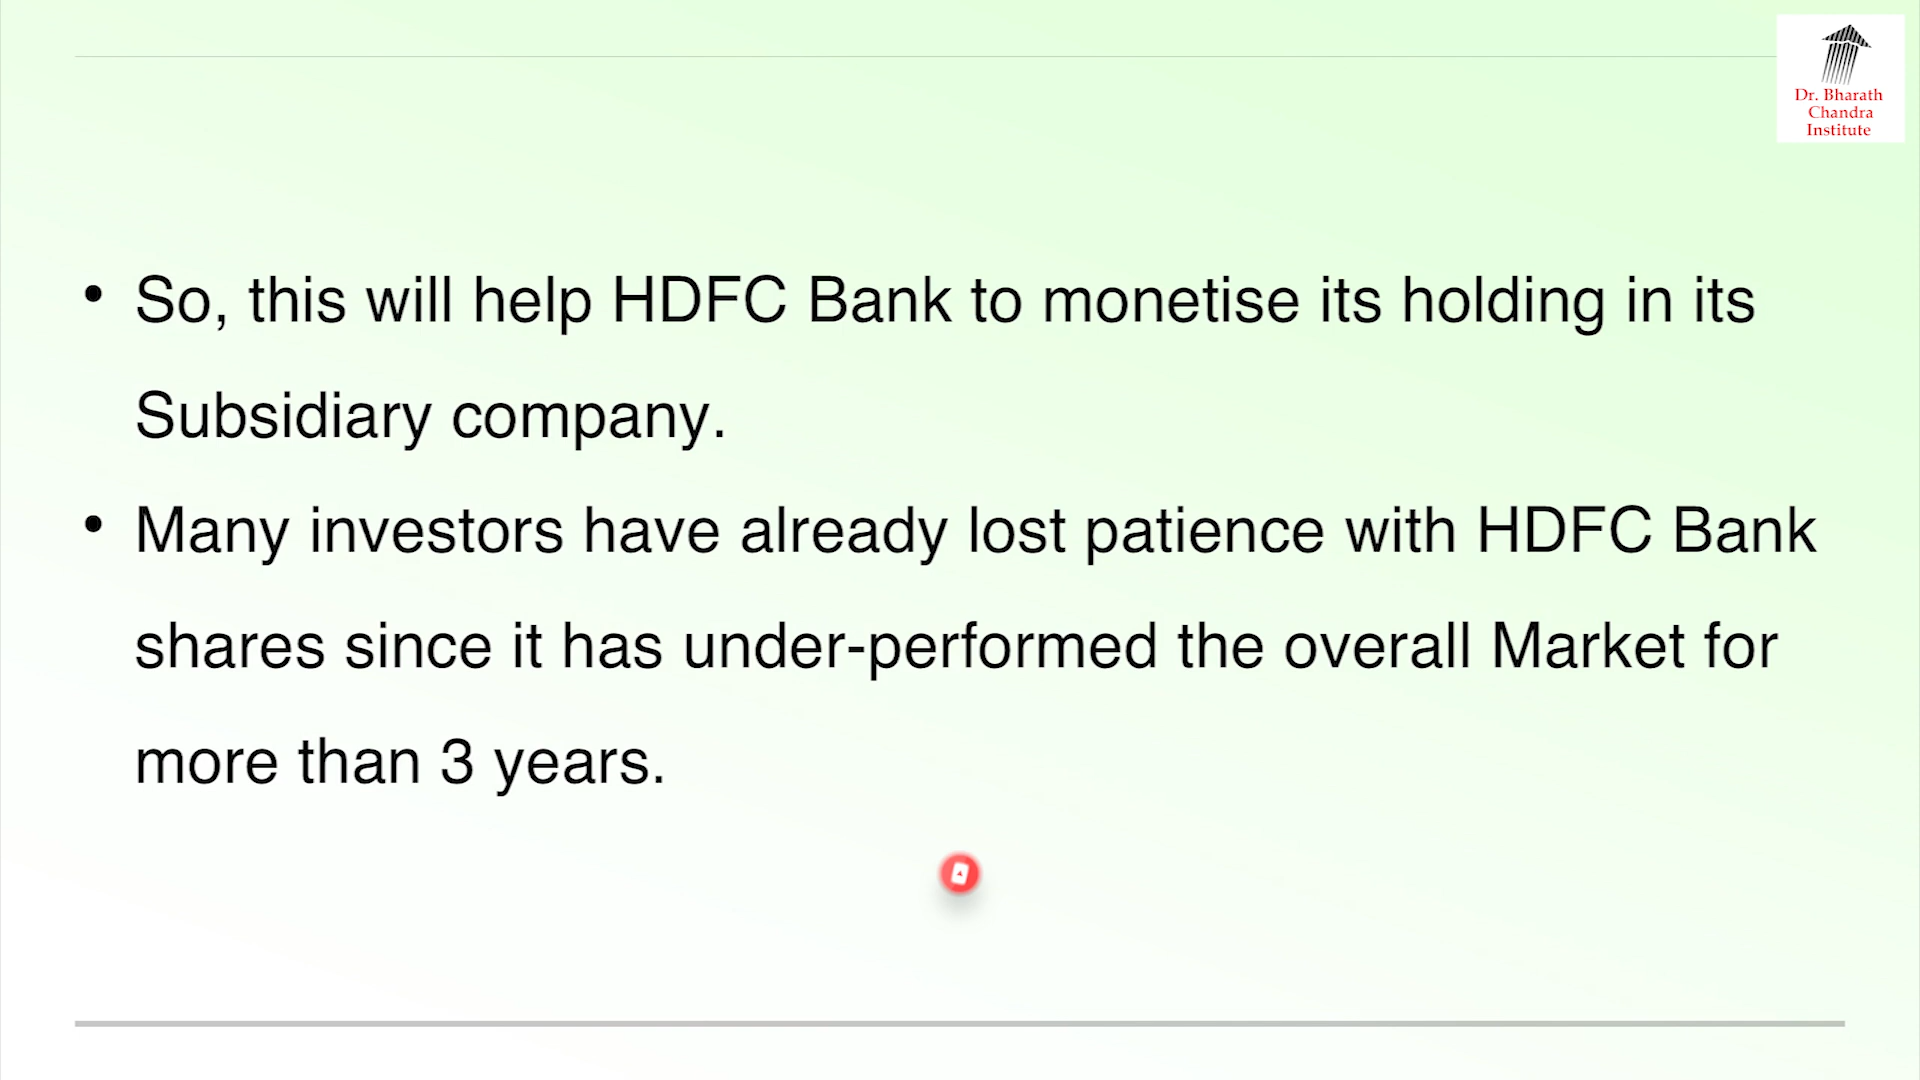 Dr. Bharath
Chandra
Institute
• So, this will help HDFC Bank to monetise its holding in its
Subsidiary company.
• Many investors have already lost patience with HDFC Bank
shares since it has under-performed the overall Market for
more than 3 years.